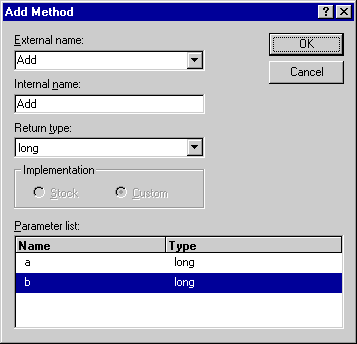 Add Method
External name:
OK
Add
Cancel
Internal name:
Add
Return type:
long
Implementation
Stock Custom
Parameter list:
Name Type
a long
b long